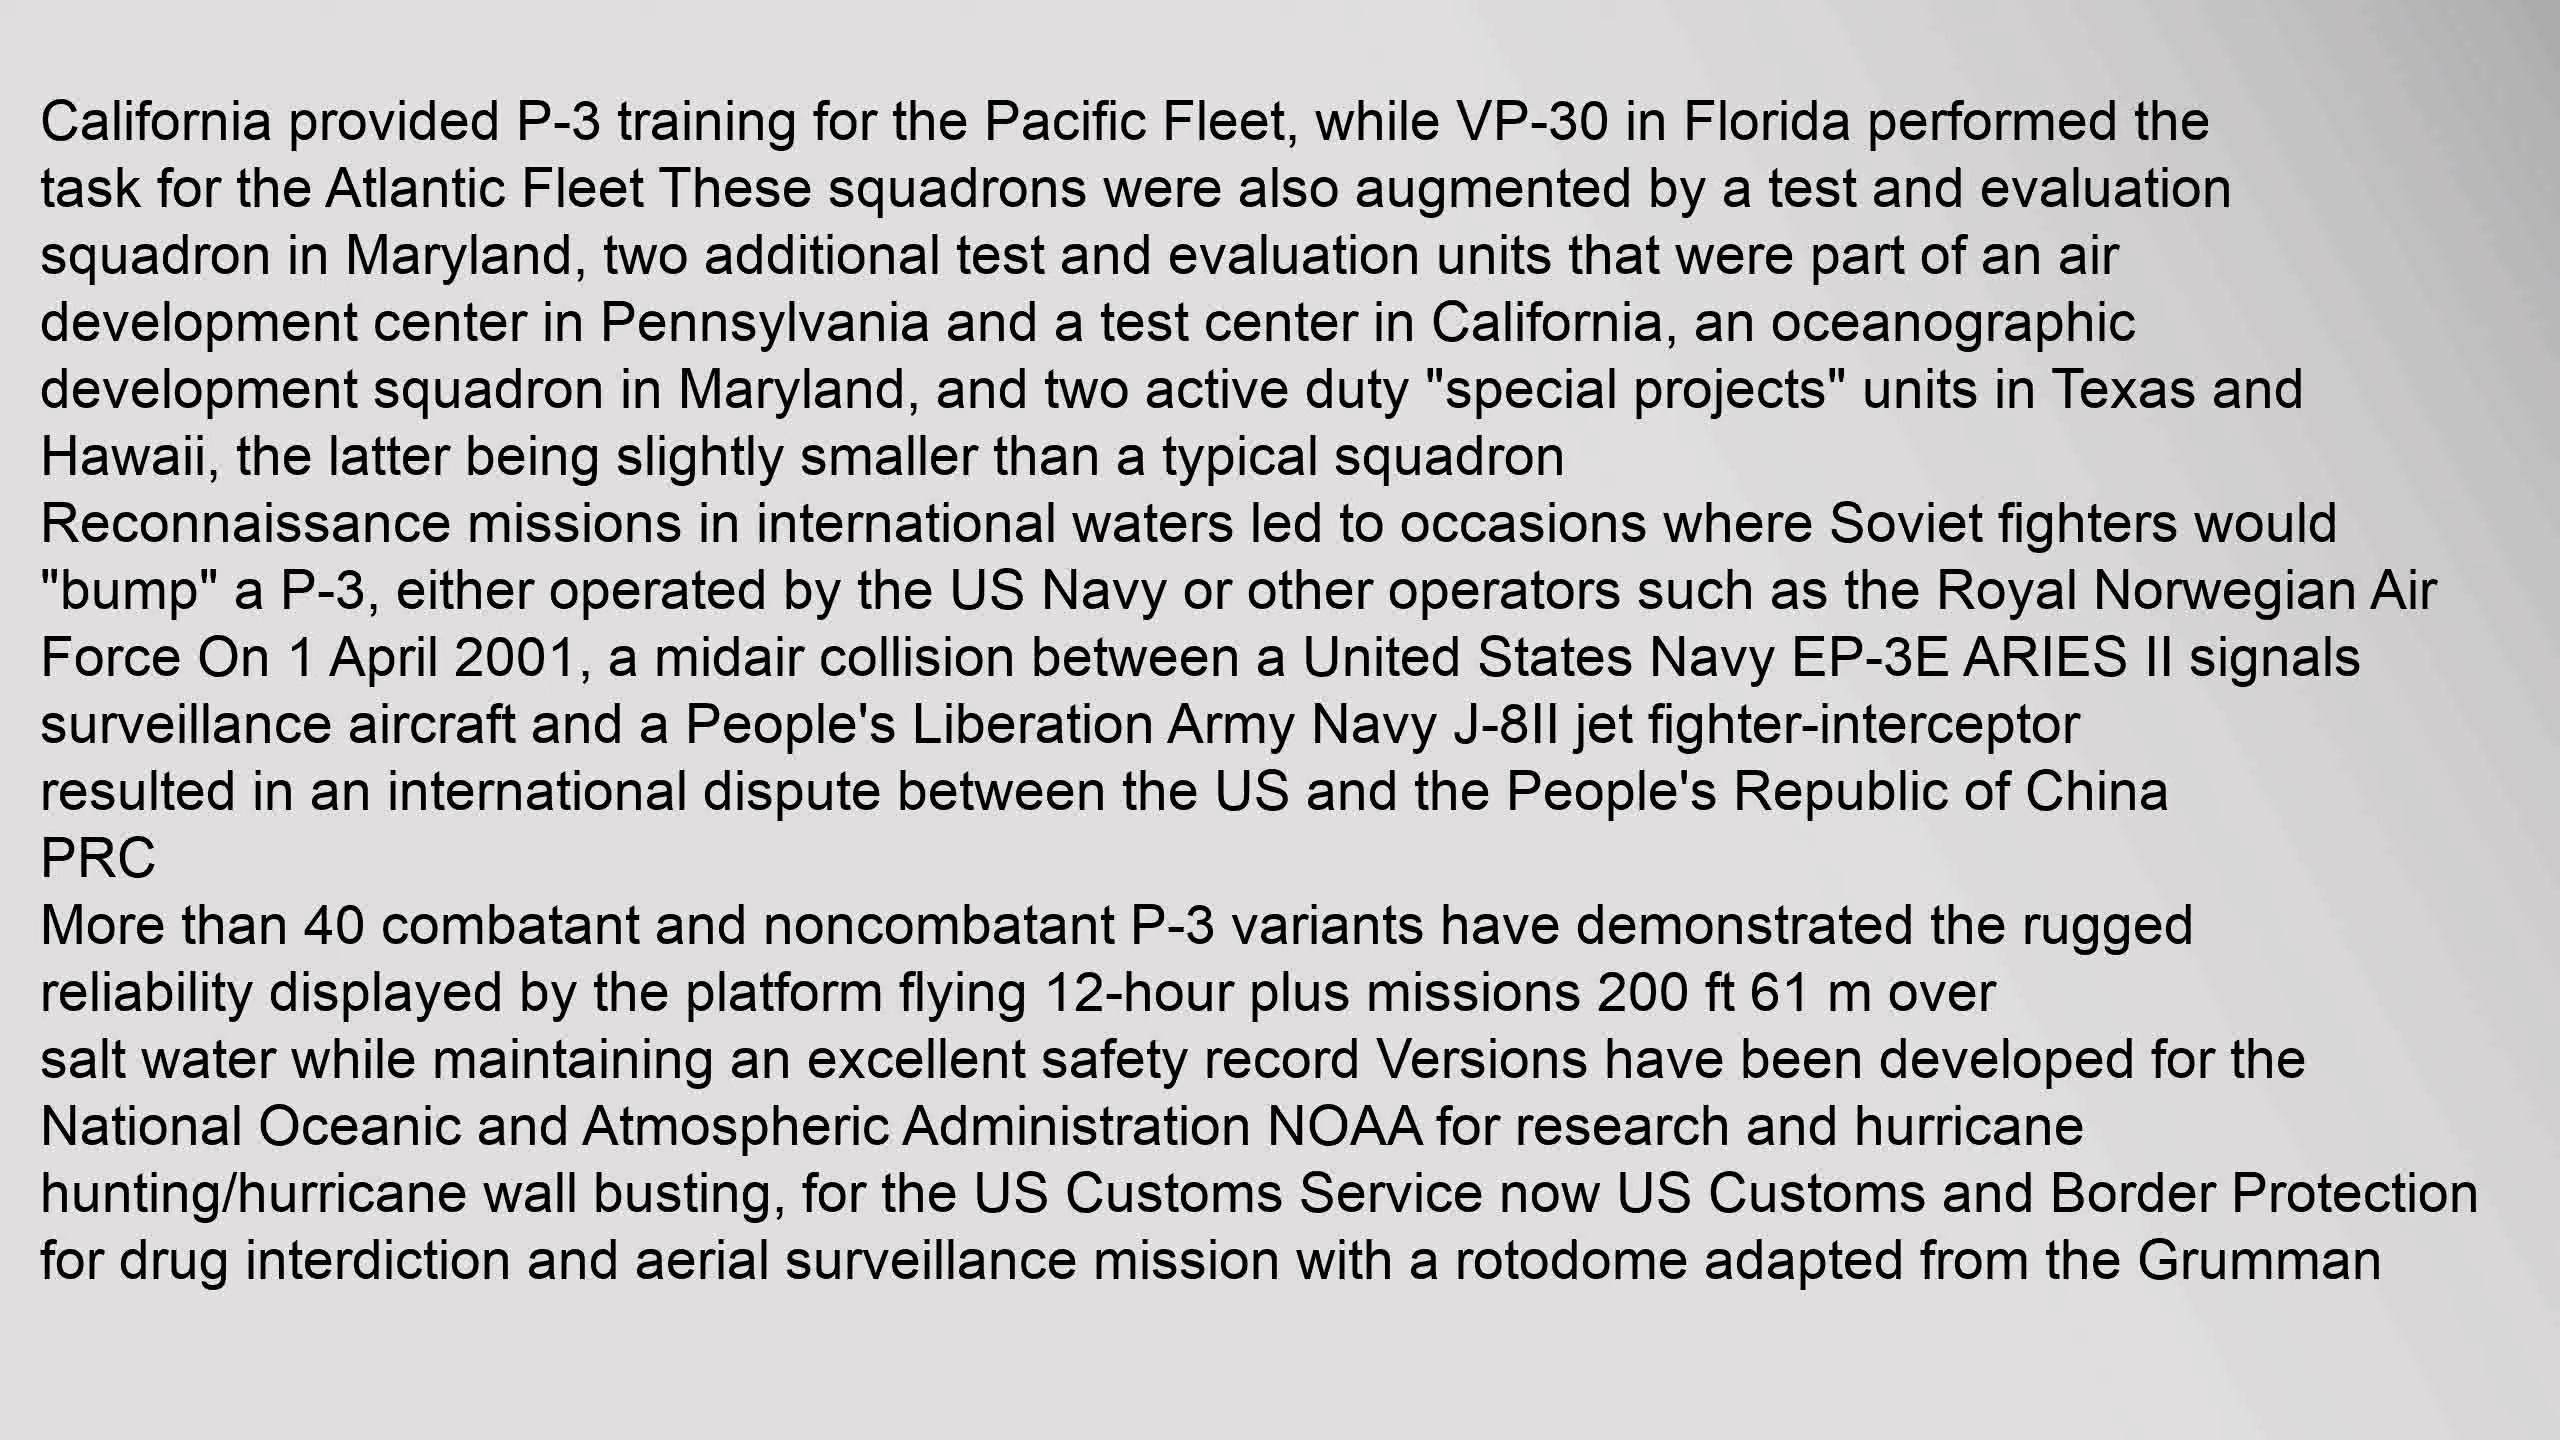 California provided P-3 training for the Pacific Fleet, while VP-30 in Florida performed the
task for the Atlantic Fleet These squadrons were also augmented by a test and evaluation
squadron in Maryland, two additional test and evaluation units that were part of an air
development center in Pennsylvania and a test center in California, an oceanographic
development squadron in Maryland, and two active duty "special projects" units in Texas and
Hawaii, the latter being slightly smaller than a typical squadron
Reconnaissance missions in international waters led to occasions where Soviet fighters would
"bump" a P-3, either operated by the US Navy or other operators such as the Royal Norwegian Air
Force On 1 April 2001, a midair collision between a United States Navy EP-3E ARIES II signals
surveillance aircraft and a People's Liberation Army Navy J-8II jet fighter-interceptor
resulted in an international dispute between the US and the People's Republic of China
PRC
More than 40 combatant and noncombatant P-3 variants have demonstrated the rugged
reliability displayed by the platform flying 12-hour plus missions 200 ft 61 m over
salt water while maintaining an excellent safety record Versions have been developed for the
National Oceanic and Atmospheric Administration NOAA for research and hurricane
hunting/hurricane wall busting, for the US Customs Service now US Customs and Border Protection
for drug interdiction and aerial surveillance mission with a rotodome adapted from the Grumman